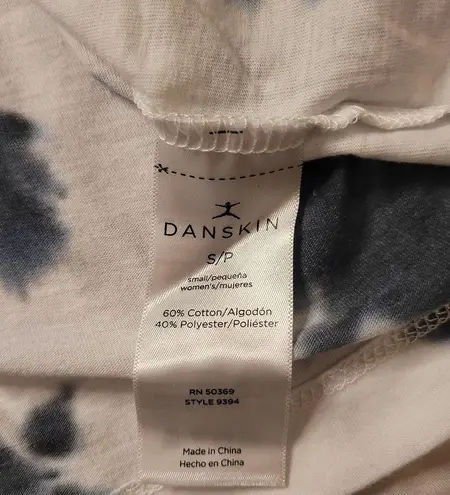 DANSKIN
S/P
small/pequeña
women's/mujeres
60% Cotton/Algodón
40% Polyester/Poliéster
RN 50369
STYLE 9394
Made in China
Hecho en China